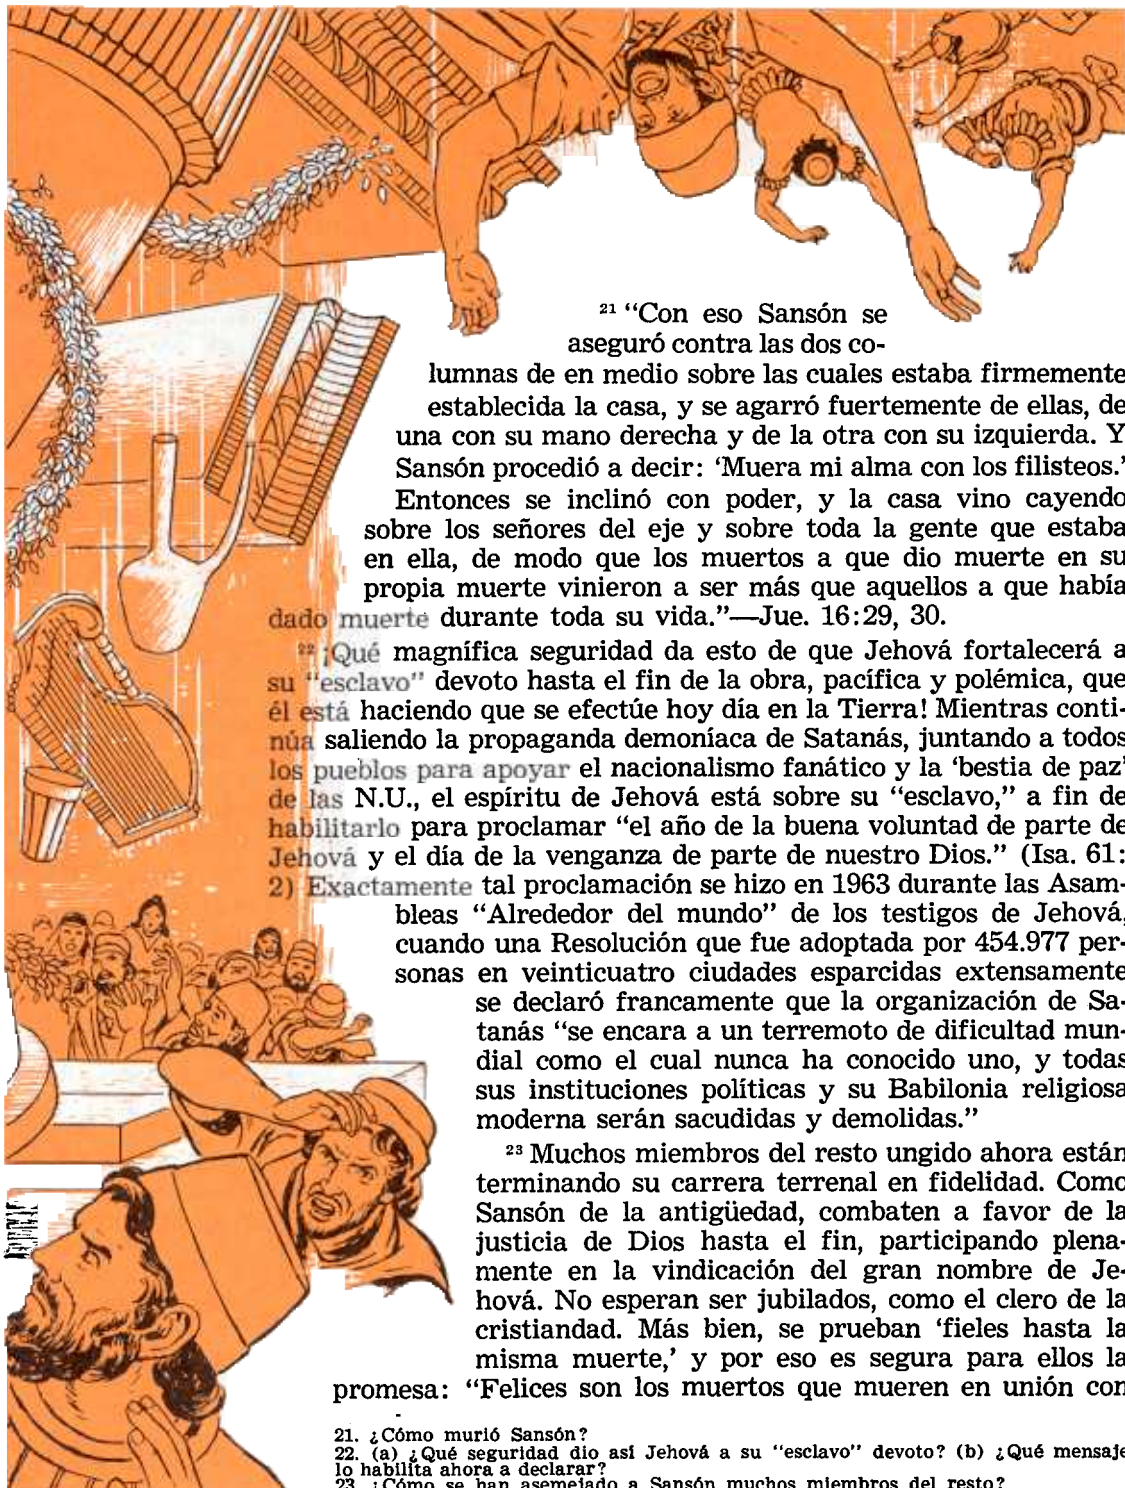 ²¹ “Con eso Sansón se
aseguró contra las dos co-
lumnas de en medio sobre las cuales estaba firmemente
establecida la casa, y se agarró fuertemente de ellas, de
una con su mano derecha y de la otra con su izquierda. Y
Sansón procedió a decir: ‘Muera mi alma con los filisteos.’
Entonces se inclinó con poder, y la casa vino cayendo
sobre los señores del eje y sobre toda la gente que estaba
en ella, de modo que los muertos a que dio muerte en su
propia muerte vinieron a ser más que aquellos a que había
dado muerte durante toda su vida.”—Jue. 16:29, 30.
²² ¡Qué magnífica seguridad da esto de que Jehová fortalecerá a
su “esclavo” devoto hasta el fin de la obra, pacífica y polémica, que
él está haciendo que se efectúe hoy día en la Tierra! Mientras conti-
núa saliendo la propaganda demoníaca de Satanás, juntando a todos
los pueblos para apoyar el nacionalismo fanático y la ‘bestia de paz’
de las N.U., el espíritu de Jehová está sobre su “esclavo,” a fin de
habilitarlo para proclamar “el año de la buena voluntad de parte de
Jehová y el día de la venganza de parte de nuestro Dios.” (Isa. 61:
2) Exactamente tal proclamación se hizo en 1963 durante las Asam-
bleas “Alrededor del mundo” de los testigos de Jehová,
cuando una Resolución que fue adoptada por 454.977 per-
sonas en veinticuatro ciudades esparcidas extensamente
se declaró francamente que la organización de Sa-
tanás “se encara a un terremoto de dificultad mun-
dial como el cual nunca ha conocido uno, y todas
sus instituciones políticas y su Babilonia religiosa
moderna serán sacudidas y demolidas.”
²³ Muchos miembros del resto ungido ahora están
terminando su carrera terrenal en fidelidad. Como
Sansón de la antigüedad, combaten a favor de la
justicia de Dios hasta el fin, participando plena-
mente en la vindicación del gran nombre de Je-
hová. No esperan ser jubilados, como el clero de la
cristiandad. Más bien, se prueban ‘fieles hasta la
misma muerte,’ y por eso es segura para ellos la
promesa: “Felices son los muertos que mueren en unión con
21. ¿Cómo murió Sansón?
22. (a) ¿Qué seguridad dio así Jehová a su “esclavo” devoto? (b) ¿Qué mensaje
lo habilita ahora a declarar?
23. ¿Cómo se han asemejado a Sansón muchos miembros del resto?